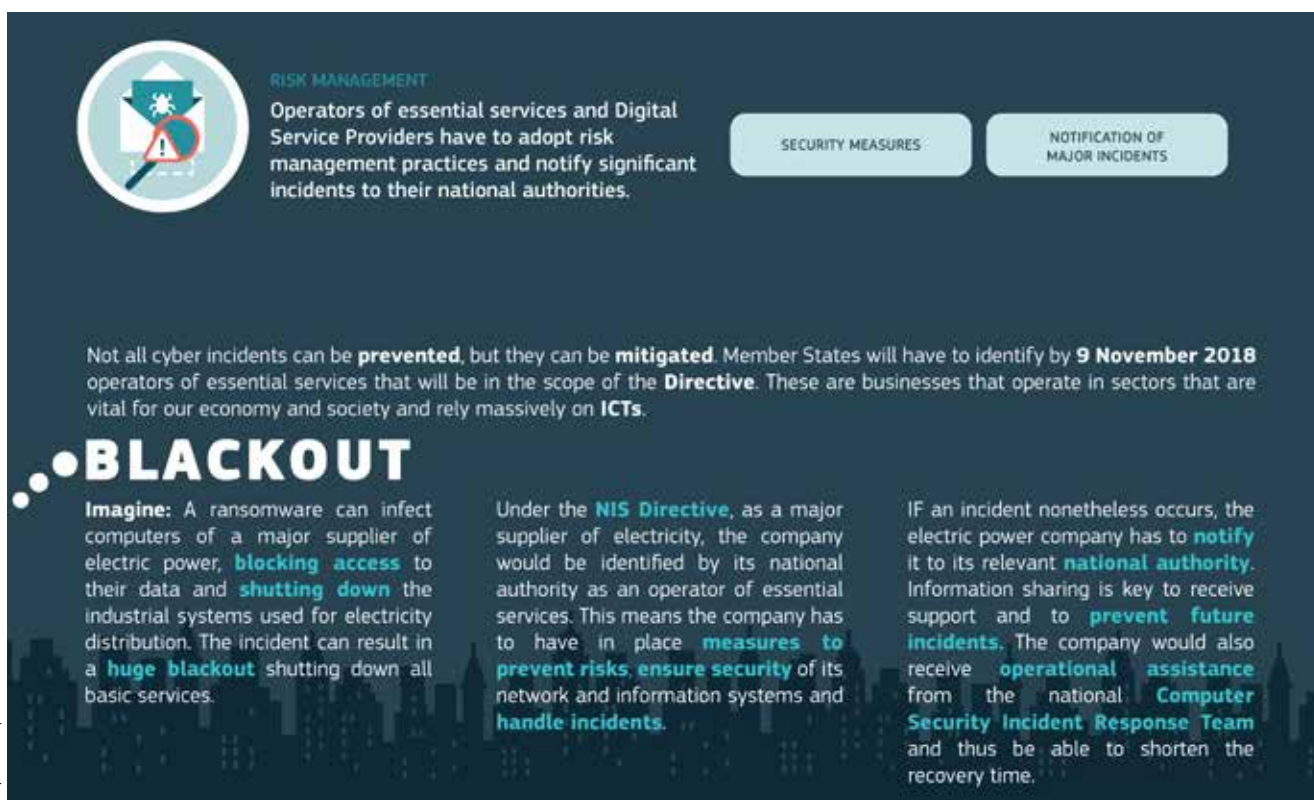 RISK MANAGEMENT
Operators of essential services and Digital
Service Providers have to adopt risk
management practices and notify significant
incidents to their national authorities.
SECURITY MEASURES
NOTIFICATION OF
MAJOR INCIDENTS
Not all cyber incidents can be prevented, but they can be mitigated. Member States will have to identify by 9 November 2018
operators of essential services that will be in the scope of the Directive. These are businesses that operate in sectors that are
vital for our economy and society and rely massively on ICTs.
BLACKOUT
Imagine: A ransomware can infect
computers of a major supplier of
electric power, blocking access to
their data and shutting down the
industrial systems used for electricity
distribution. The incident can result in
a huge blackout shutting down all
basic services.
Under the NIS Directive, as a major
supplier of electricity, the company
would be identified by its national
authority as an operator of essential
services. This means the company has
to have in place measures to
prevent risks, ensure security of its
network and information systems and
handle incidents.
IF an incident nonetheless occurs, the
electric power company has to notify
it to its relevant national authority.
Information sharing is key to receive
support and to prevent future
incidents. The company would also
receive operational assistance
from the national Computer
Security Incident Response Team
and thus be able to shorten the
recovery time.